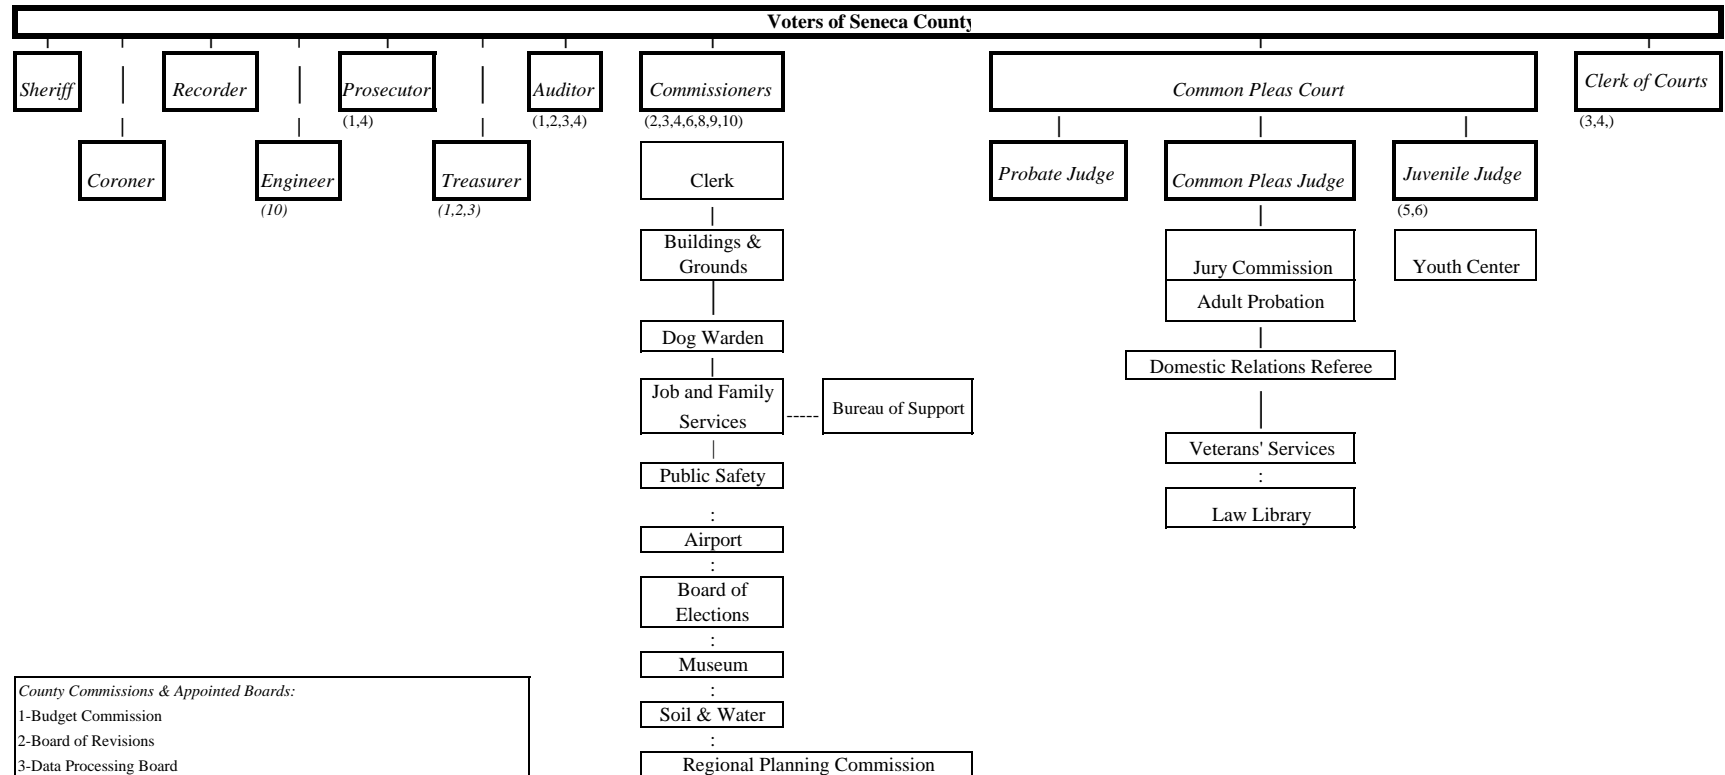 Voters of Seneca County
Sheriff
Recorder
Prosecutor
Auditor
Commissioners
Common Pleas Court
Clerk of Courts
(1,4)
(1,2,3,4)
(2,3,4,6,8,9,10)
(3,4,)
Coroner
Engineer
Treasurer
Clerk
Probate Judge
Common Pleas Judge
Juvenile Judge
(10)
(1,2,3)
(5,6)
Buildings &
Grounds
Jury Commission
Youth Center
Adult Probation
Dog Warden
Domestic Relations Referee
Job and Family
Services
-----
Bureau of Support
Veterans' Services
:
Public Safety
Law Library
:
Airport
:
Board of
Elections
:
Museum
:
Soil & Water
:
Regional Planning Commission
County Commissions & Appointed Boards:
1-Budget Commission
2-Board of Revisions
3-Data Processing Board